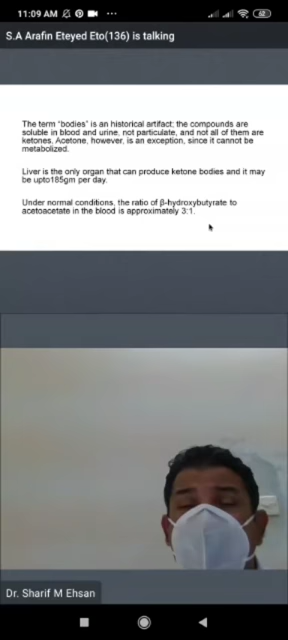 11:09 AM
62
S.A Arafin Eteyed Eto(136) is talking
The term "bodies" is an historical artifact; the compounds are
soluble in blood and urine, not particulate, and not all of them are
ketones. Acetone, however, is an exception, since it cannot be
metabolized.
Liver is the only organ that can produce ketone bodies and it may
be upto185gm per day.
Under normal conditions, the ratio of β-hydroxybutyrate to
acetoacetate in the blood is approximately 3:1.
Dr. Sharif M Ehsan